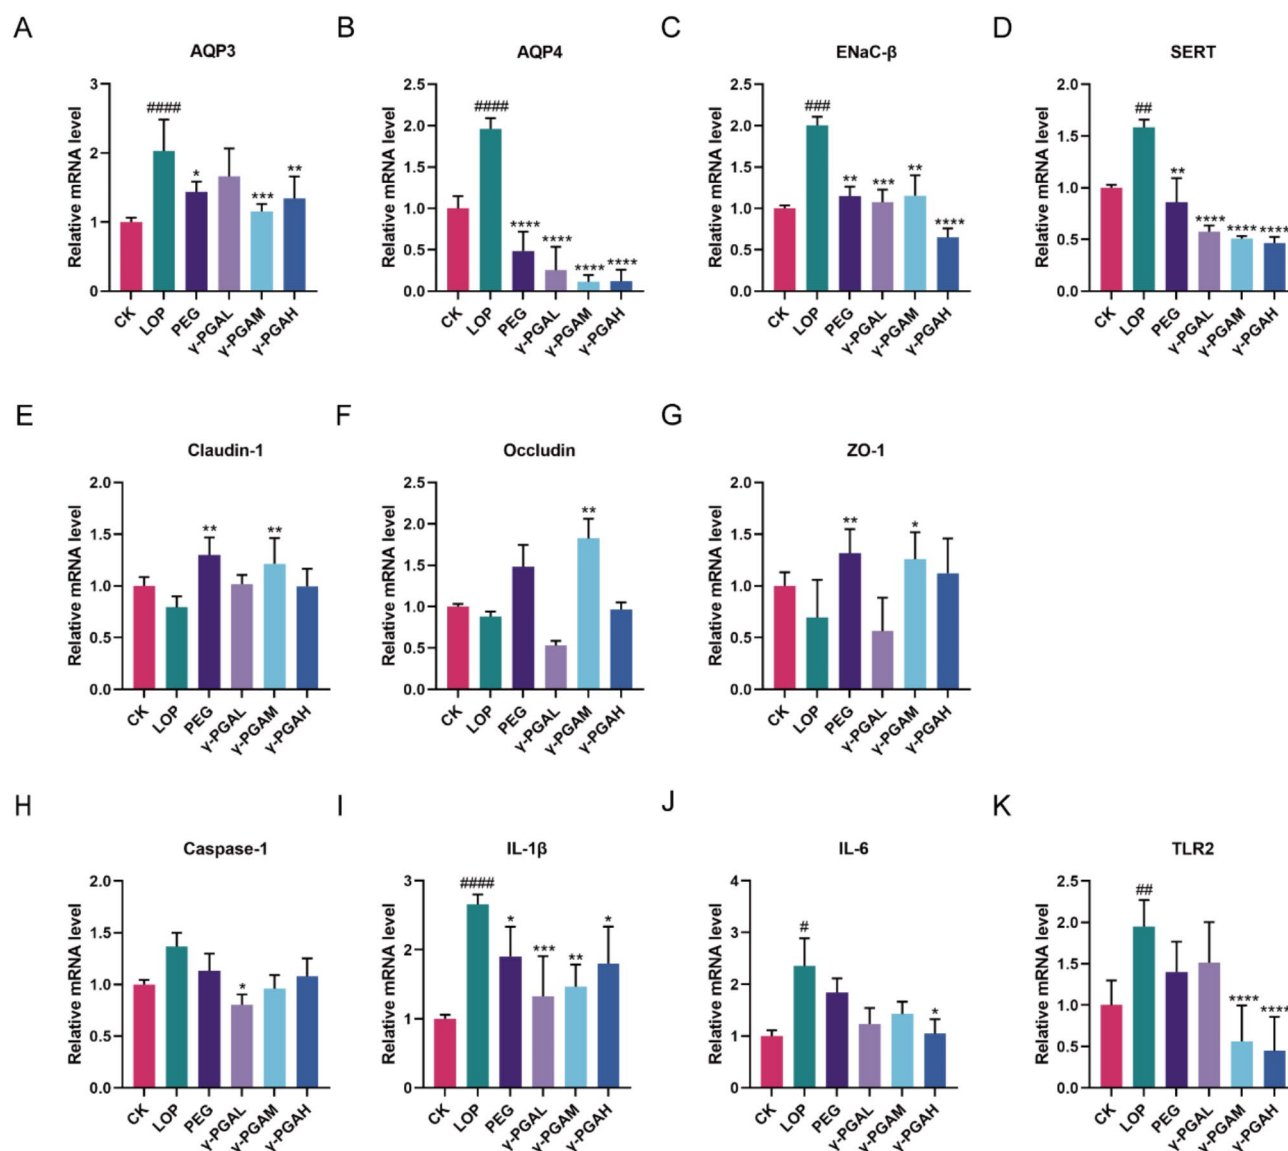 A
AQP3
Relative mRNA level
3
2
1
0
####
*
***
**
CK
LOP
PEG
γ-PGAL
γ-PGAM
γ-PGAH
B
AQP4
Relative mRNA level
2.5
2.0
1.5
1.0
0.5
0.0
####
****
****
****
****
CK
LOP
PEG
γ-PGAL
γ-PGAM
γ-PGAH
C
ENaC-β
Relative mRNA level
2.5
2.0
1.5
1.0
0.5
0.0
###
**
***
**
****
CK
LOP
PEG
γ-PGAL
γ-PGAM
γ-PGAH
D
SERT
Relative mRNA level
2.0
1.5
1.0
0.5
0.0
##
**
****
****
****
CK
LOP
PEG
γ-PGAL
γ-PGAM
γ-PGAH
E
Claudin-1
Relative mRNA level
2.0
1.5
1.0
0.5
0.0
**
**
CK
LOP
PEG
γ-PGAL
γ-PGAM
γ-PGAH
F
Occludin
Relative mRNA level
2.5
2.0
1.5
1.0
0.5
0.0
**
CK
LOP
PEG
γ-PGAL
γ-PGAM
γ-PGAH
G
ZO-1
Relative mRNA level
2.0
1.5
1.0
0.5
0.0
**
*
CK
LOP
PEG
γ-PGAL
γ-PGAM
γ-PGAH
H
Caspase-1
Relative mRNA level
2.0
1.5
1.0
0.5
0.0
*
CK
LOP
PEG
γ-PGAL
γ-PGAM
γ-PGAH
I
IL-1β
Relative mRNA level
3
2
1
0
####
*
***
**
*
CK
LOP
PEG
γ-PGAL
γ-PGAM
γ-PGAH
J
IL-6
Relative mRNA level
4
3
2
1
0
#
*
CK
LOP
PEG
γ-PGAL
γ-PGAM
γ-PGAH
K
TLR2
Relative mRNA level
2.5
2.0
1.5
1.0
0.5
0.0
##
****
****
CK
LOP
PEG
γ-PGAL
γ-PGAM
γ-PGAH